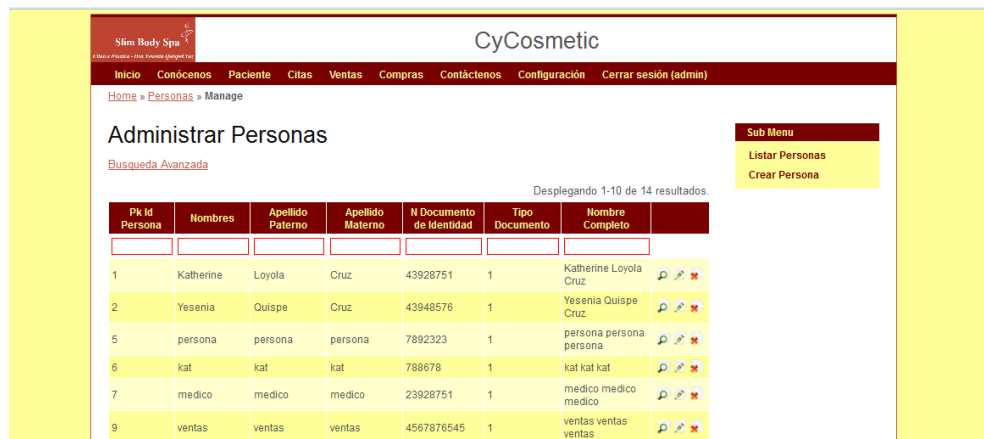 Slim Body Spa
CyCosmetic
Inicio Conócenos Paciente Citas Ventas Compras Contáctenos Configuración Cerrar sesión (admin)
Home » Personas » Manage
Administrar Personas
Busqueda Avanzada
Sub Menu
Listar Personas
Crear Persona
Desplegando 1-10 de 14 resultados.
Pk Id Persona Nombres Apellido Paterno Apellido Materno N Documento de Identidad Tipo Documento Nombre Completo
1 Katherine Loyola Cruz 43928751 1 Katherine Loyola Cruz
2 Yesenia Quispe Cruz 43948576 1 Yesenia Quispe Cruz
5 persona persona persona 7892323 1 persona persona persona
6 kat kat kat 788678 1 kat kat kat
7 medico medico medico 23928751 1 medico medico medico
9 ventas ventas ventas 4567876545 1 ventas ventas ventas